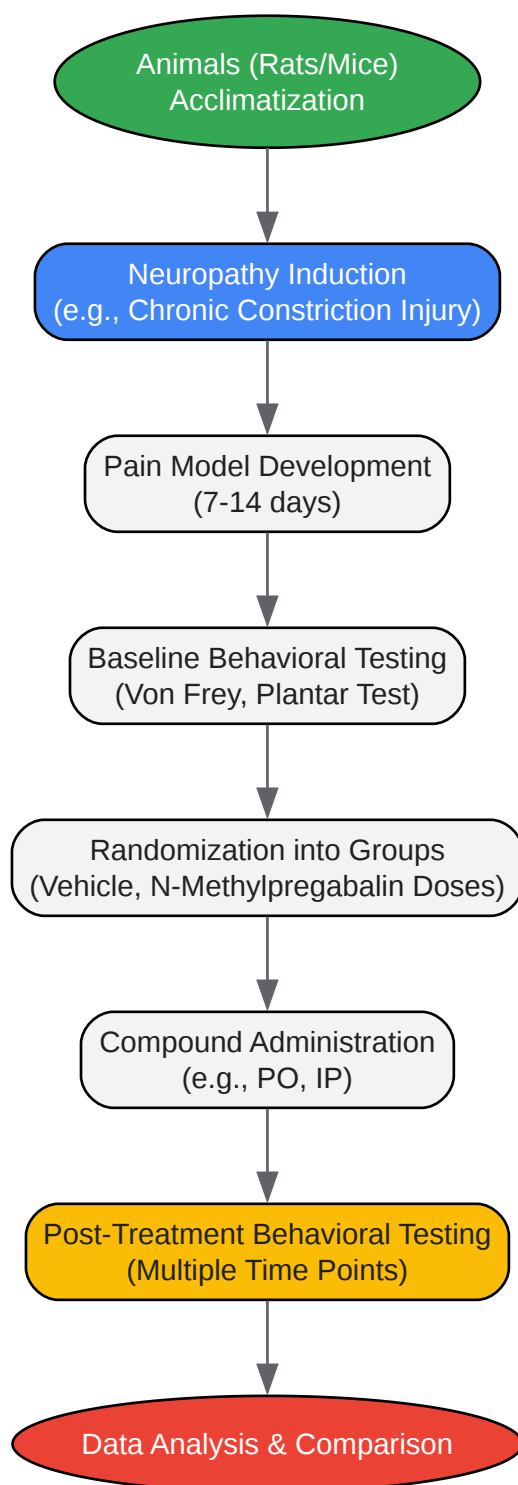 Animals (Rats/Mice)
Acclimatization
Neuropathy Induction
(e.g., Chronic Constriction Injury)
Pain Model Development
(7-14 days)
Baseline Behavioral Testing
(Von Frey, Plantar Test)
Randomization into Groups
(Vehicle, N-Methylpregabalin Doses)
Compound Administration
(e.g., PO, IP)
Post-Treatment Behavioral Testing
(Multiple Time Points)
Data Analysis & Comparison